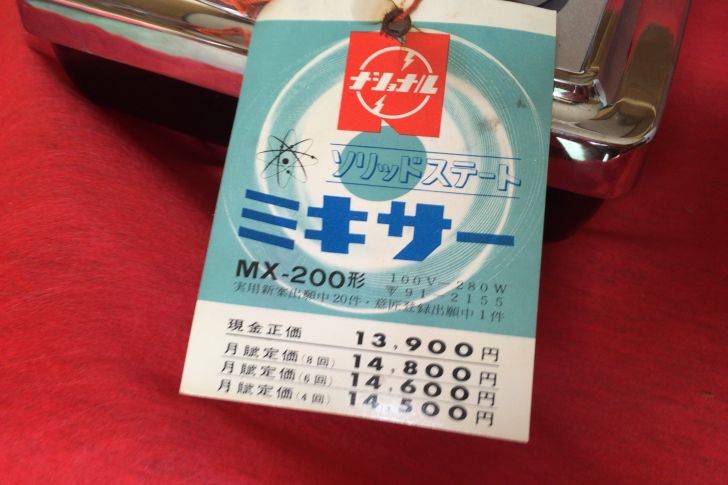 ナショナル
ソリッドステート
ミキサー
MX-200形 100V-280W
〒91-2155
実用新案出願中20件・意匠登録出願中1件
現金正価 13,900円
月賦定価(8回) 14,800円
月賦定価(6回) 14,600円
月賦定価(4回) 14,500円